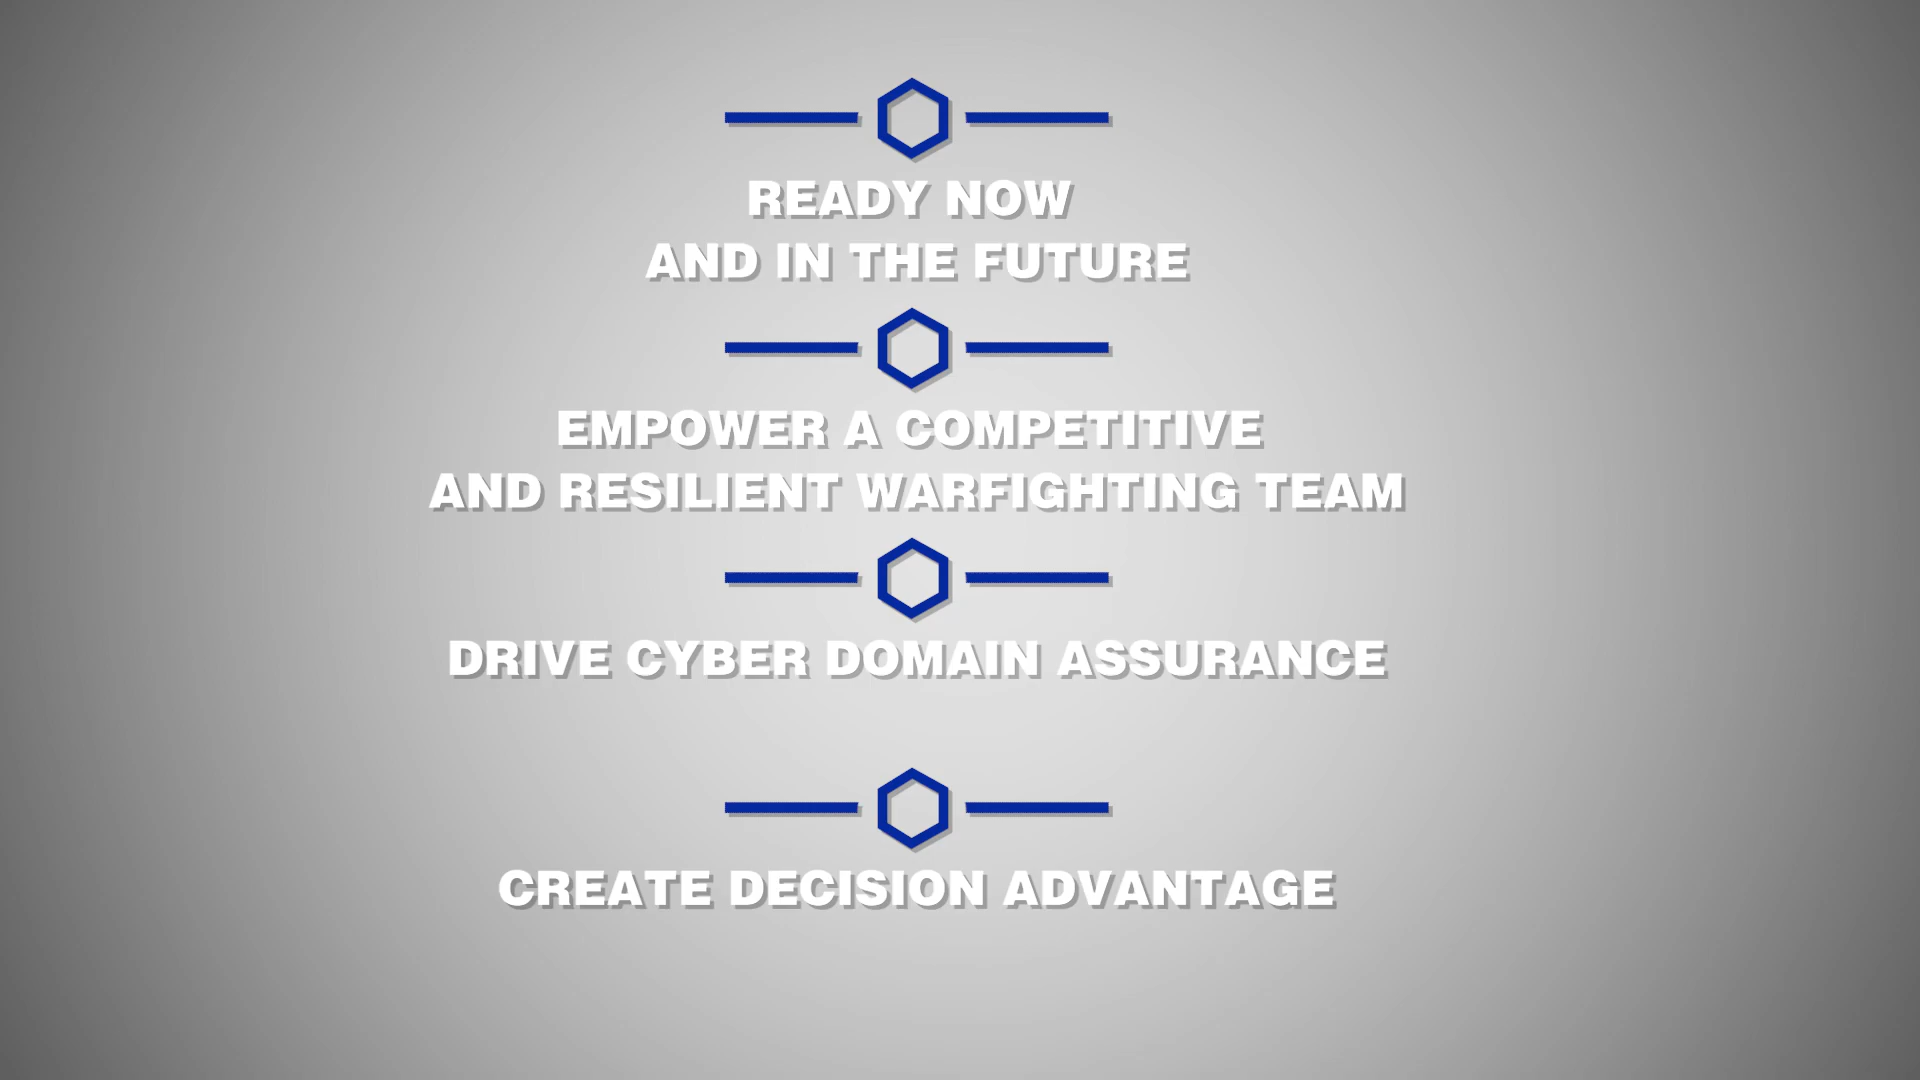 READY NOW
AND IN THE FUTURE
EMPOWER A COMPETITIVE
AND RESILIENT WARFIGHTING TEAM
DRIVE CYBER DOMAIN ASSURANCE
CREATE DECISION ADVANTAGE